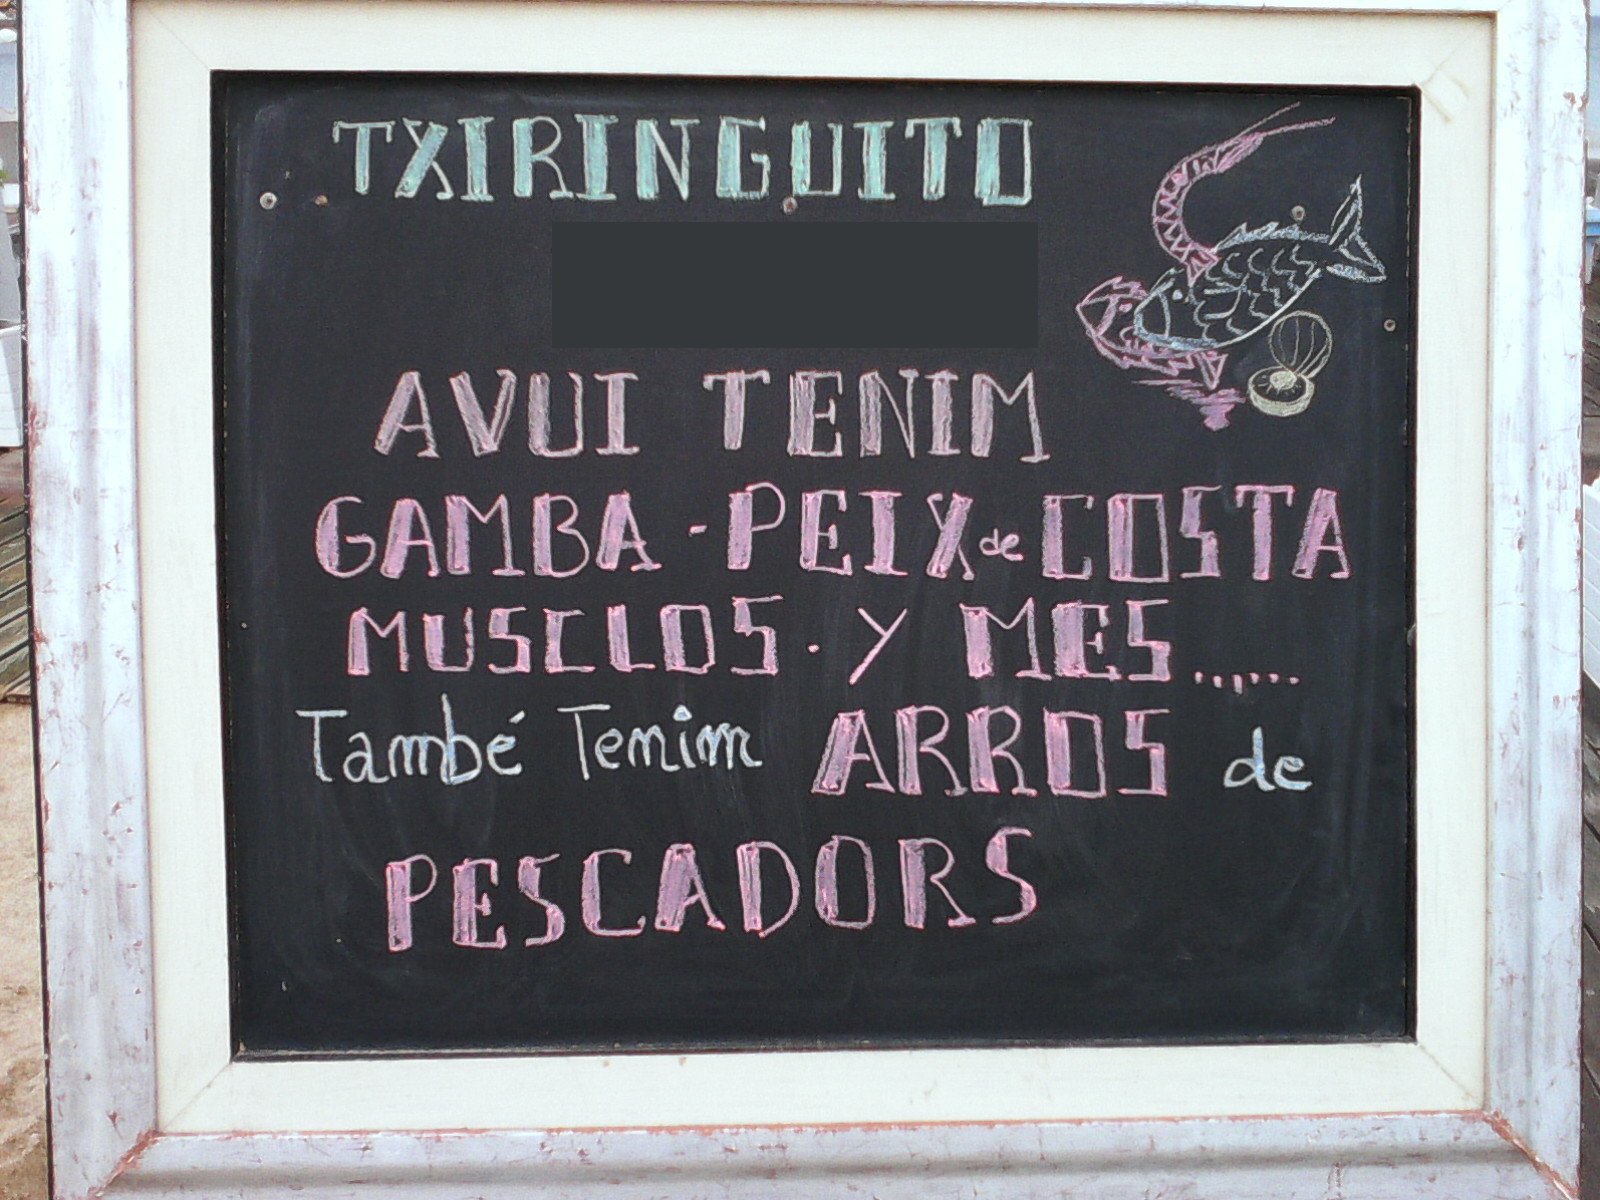 TXIRINGUITO
AVUI TENIM
GAMBA - PEIX de COSTA
MUSCLOS - Y MES......
També Tenim ARROS de
PESCADORS